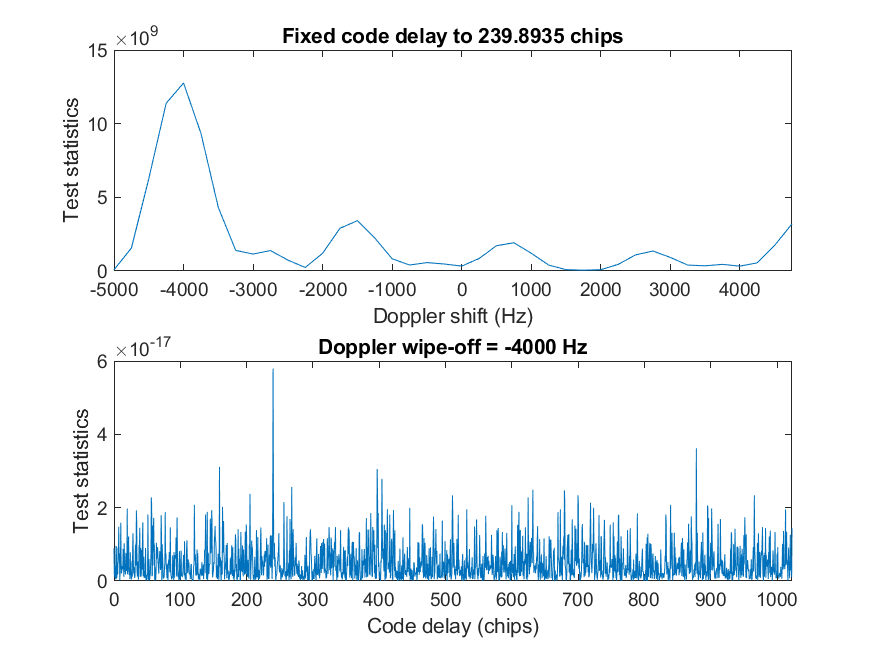 ×10^9
Fixed code delay to 239.8935 chips
15
10
5
0
Test statistics
-5000 -4000 -3000 -2000 -1000 0 1000 2000 3000 4000
Doppler shift (Hz)
×10^-17
Doppler wipe-off = -4000 Hz
6
4
2
0
Test statistics
0 100 200 300 400 500 600 700 800 900 1000
Code delay (chips)